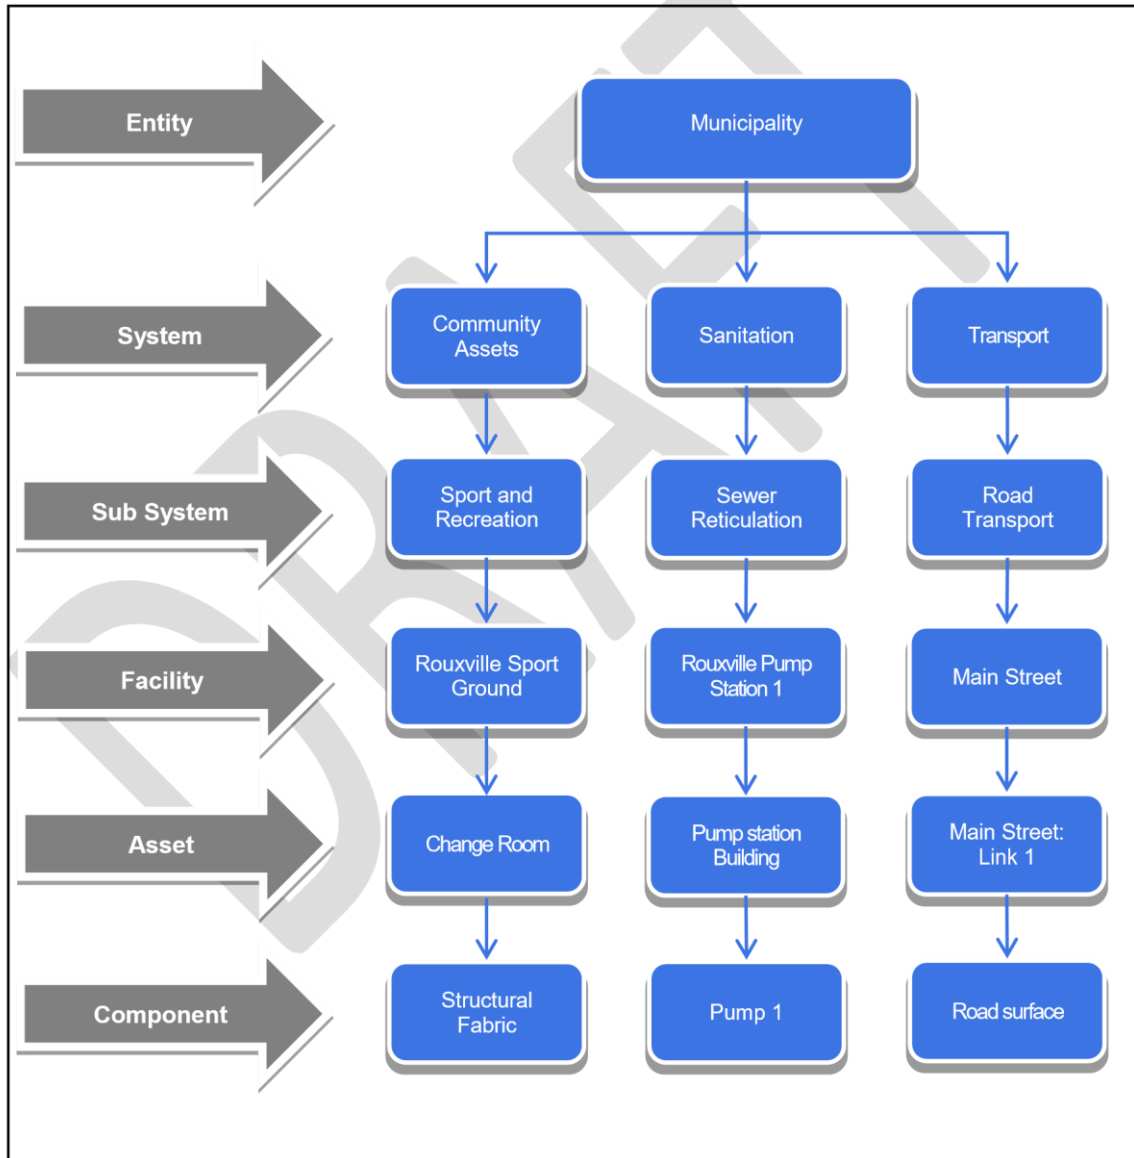 Entity
Municipality
System
Community
Assets
Sanitation
Transport
Sub System
Sport and
Recreation
Sewer
Reticulation
Road
Transport
Facility
Rouxville Sport
Ground
Rouxville Pump
Station 1
Main Street
Asset
Change Room
Pump station
Building
Main Street:
Link 1
Component
Structural
Fabric
Pump 1
Road surface
DRAFT